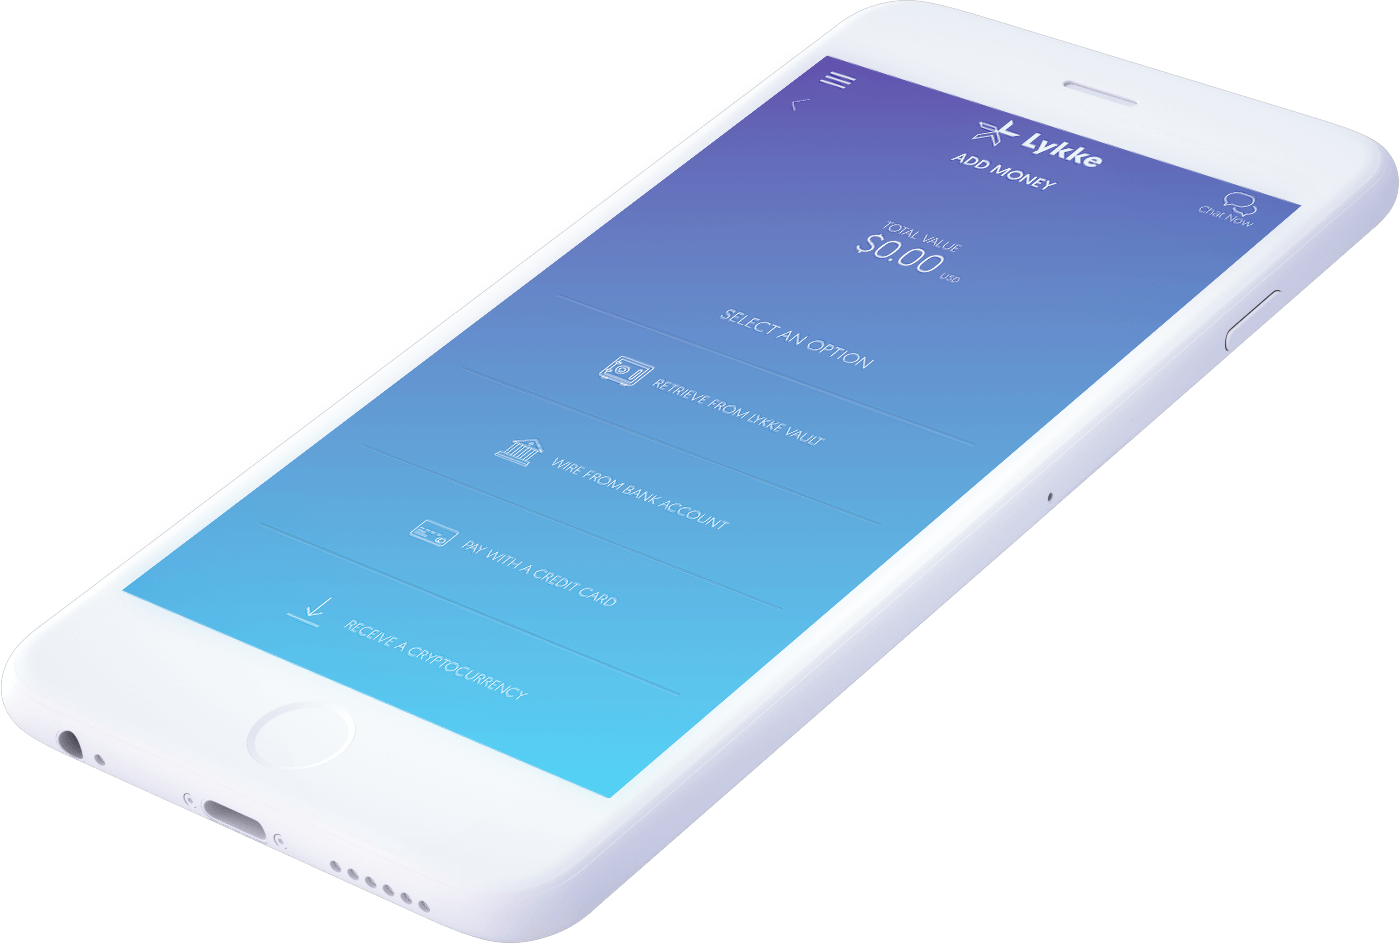 Lykke
ADD MONEY
Chat Now
TOTAL VALUE
$0.00 USD
SELECT AN OPTION
RETRIEVE FROM LYKKE VAULT
WIRE FROM BANK ACCOUNT
PAY WITH A CREDIT CARD
RECEIVE A CRYPTOCURRENCY